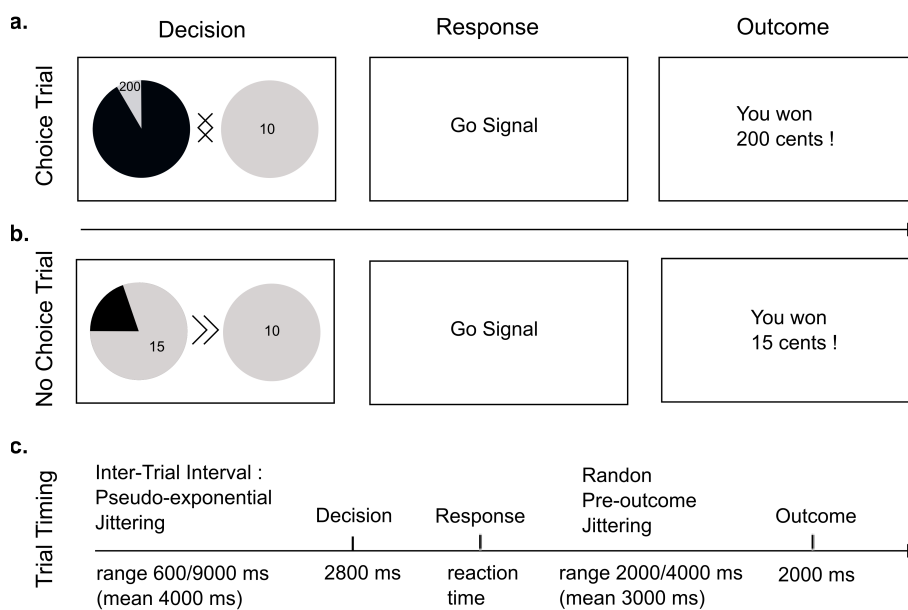 a.
Decision
Response
Outcome
Choice Trial
200
10
Go Signal
You won
200 cents !
b.
No Choice Trial
15
10
Go Signal
You won
15 cents !
c.
Trial Timing
Inter-Trial Interval :
Pseudo-exponential
Jittering
Decision
Response
Randon
Pre-outcome
Jittering
Outcome
range 600/9000 ms
(mean 4000 ms)
2800 ms
reaction
time
range 2000/4000 ms
(mean 3000 ms)
2000 ms